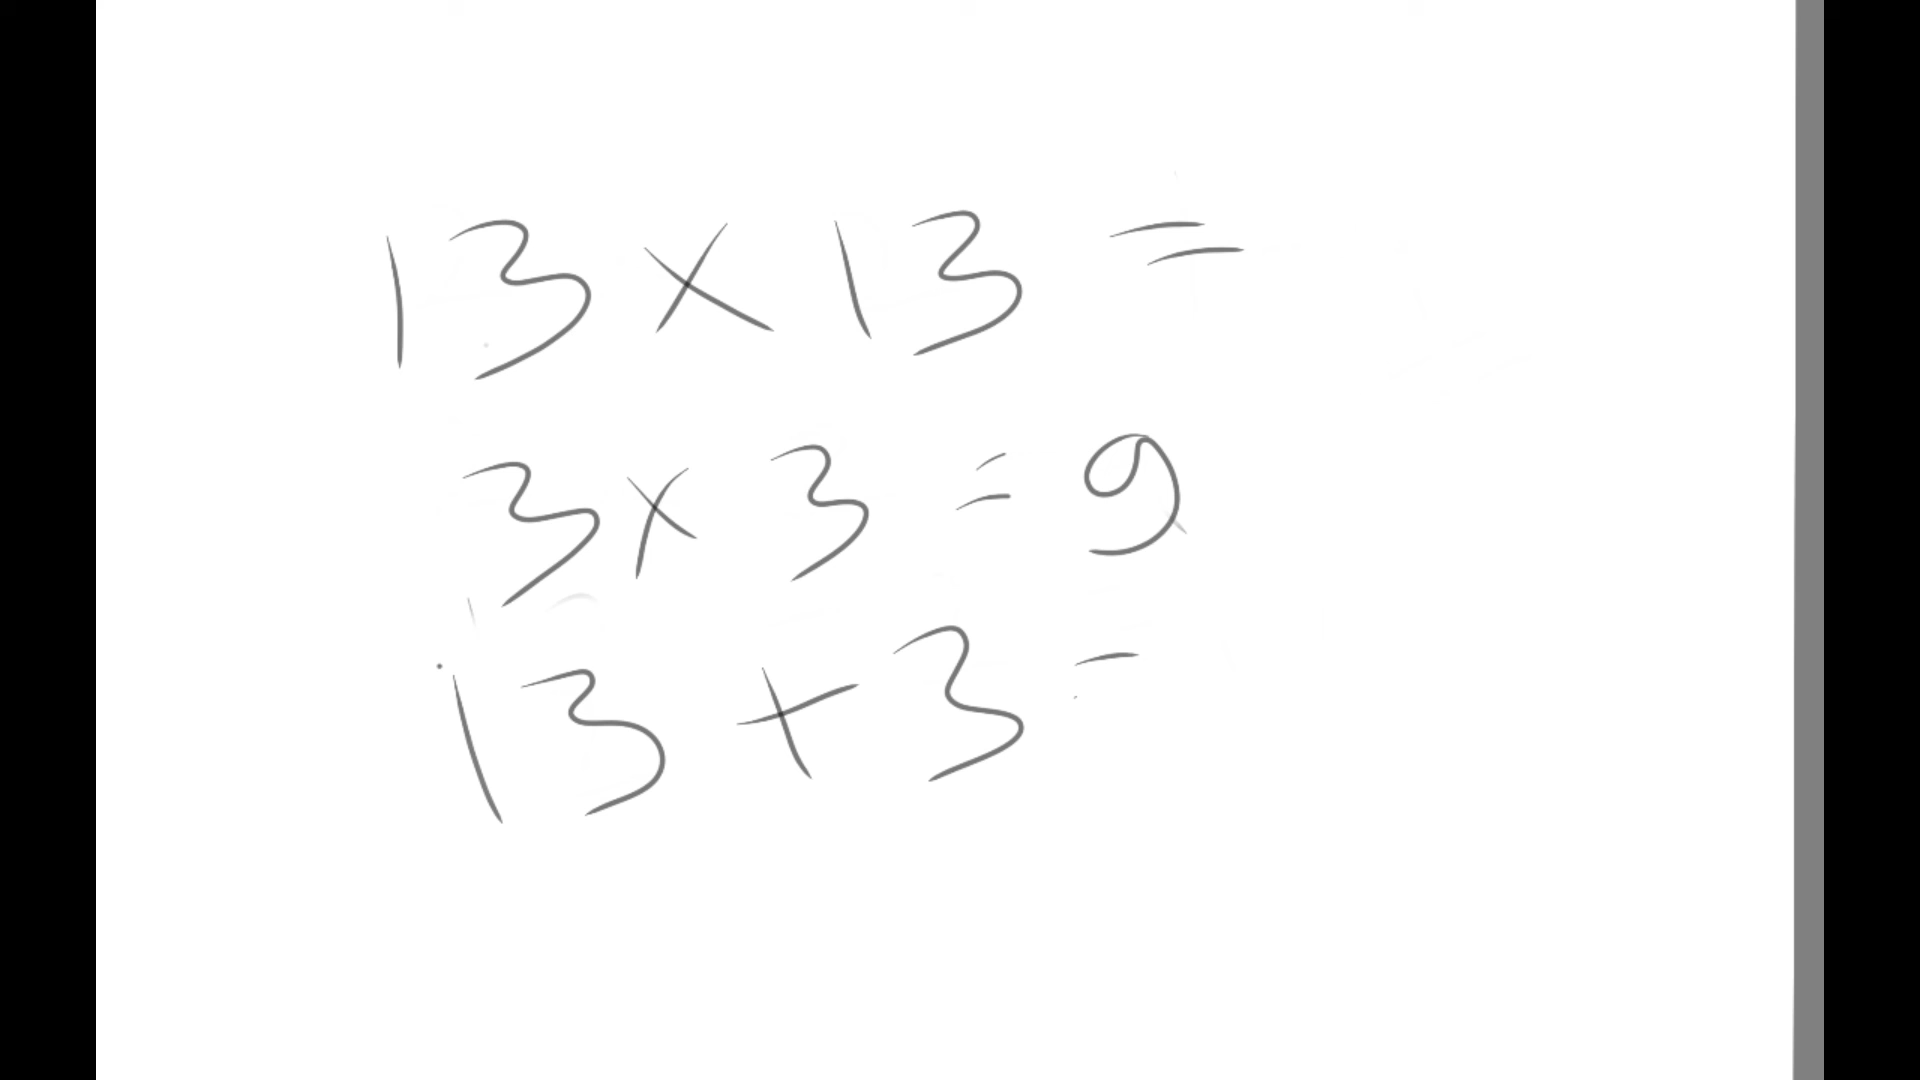 13 × 13 =
3 × 3 = 9
13 + 3 =